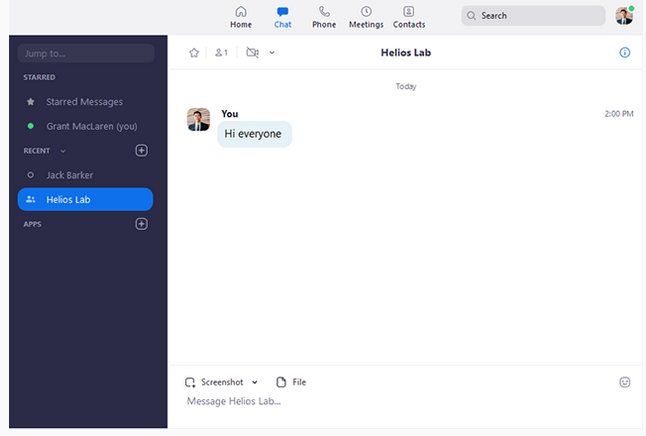 Home Chat Phone Meetings Contacts Search
Jump to...
STARRED
Starred Messages
Grant MacLaren (you)
RECENT
Jack Barker
Helios Lab
APPS
1 Helios Lab
Today
You 2:00 PM
Hi everyone
Screenshot File
Message Helios Lab...